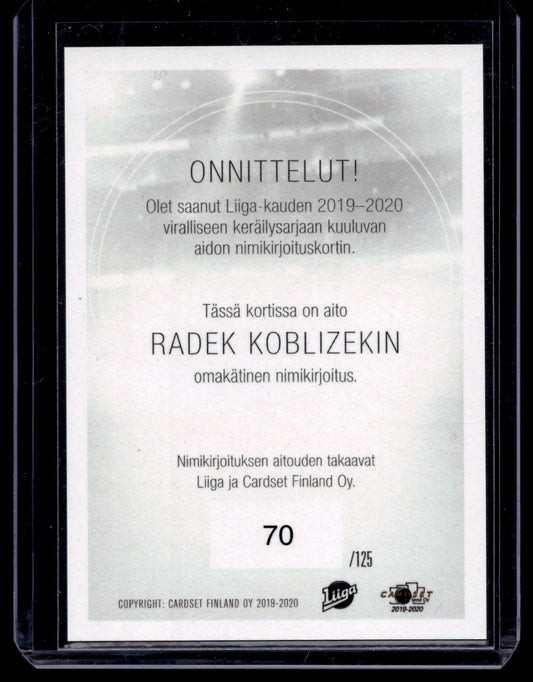 ONNITTELUT!
Olet saanut Liiga-kauden 2019–2020
viralliseen keräilysarjaan kuuluvan
aidon nimikirjoituskortin.
Tässä kortissa on aito
RADEK KOBLIZEKIN
omakätinen nimikirjoitus.
Nimikirjoituksen aitouden takaavat
Liiga ja Cardset Finland Oy.
70
/125
COPYRIGHT: CARDSET FINLAND OY 2019-2020
Liiga
CARDSET
2019-2020